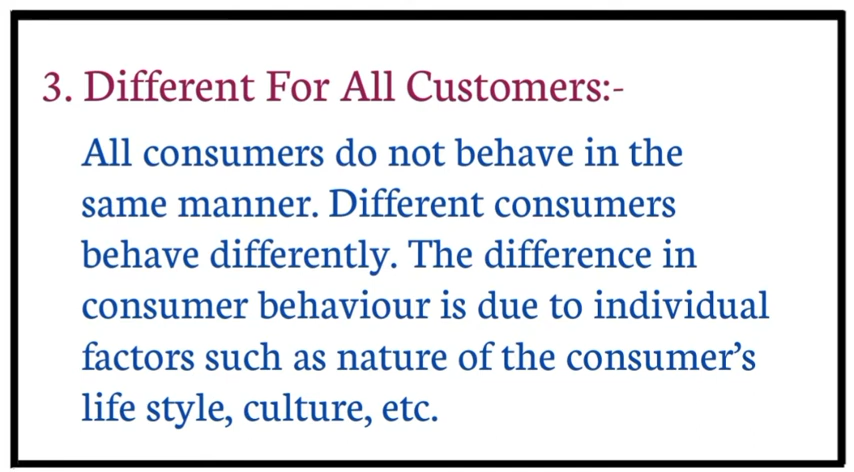 3. Different For All Customers:-
All consumers do not behave in the
same manner. Different consumers
behave differently. The difference in
consumer behaviour is due to individual
factors such as nature of the consumer’s
life style, culture, etc.